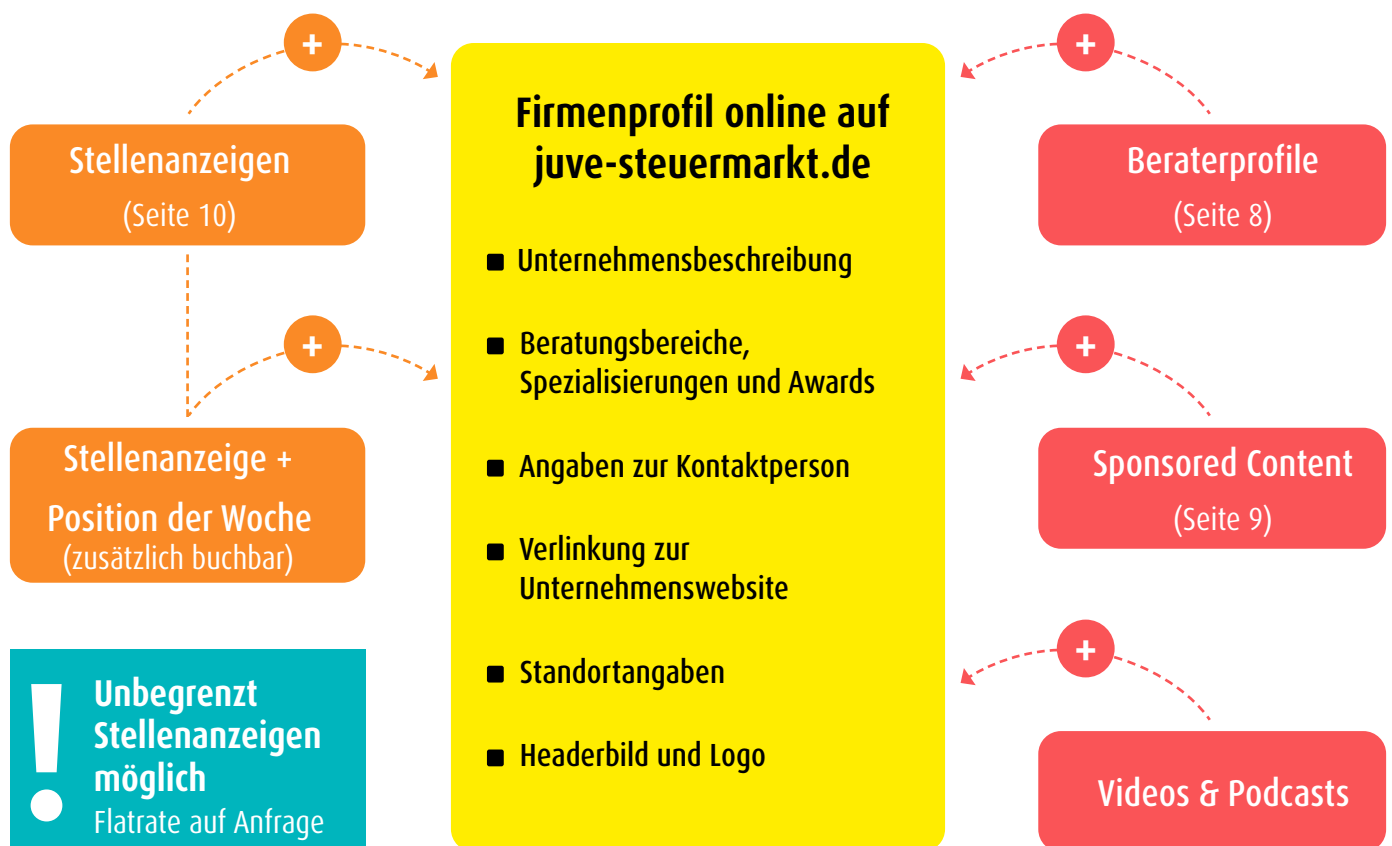 +
Stellenanzeigen
(Seite 10)
+
Stellenanzeige +
Position der Woche
(zusätzlich buchbar)
!
Unbegrenzt
Stellenanzeigen
möglich
Flatrate auf Anfrage
Firmenprofil online auf
juve-steuermarkt.de
■ Unternehmensbeschreibung
■ Beratungsbereiche,
Spezialisierungen und Awards
■ Angaben zur Kontaktperson
■ Verlinkung zur
Unternehmenswebsite
■ Standortangaben
■ Headerbild und Logo
+
Beraterprofile
(Seite 8)
+
Sponsored Content
(Seite 9)
+
Videos & Podcasts